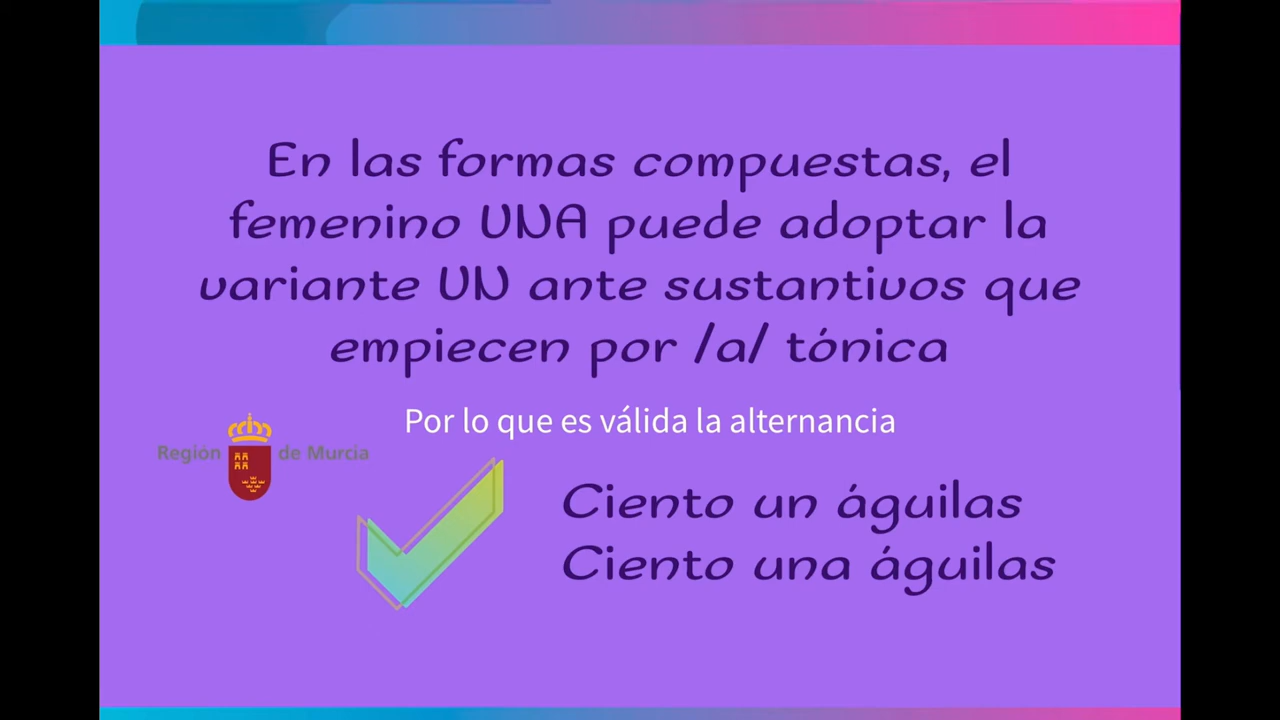 En las formas compuestas, el
femenino UNA puede adoptar la
variante UN ante sustantivos que
empiecen por /a/ tónica
Por lo que es válida la alternancia
Región de Murcia
Ciento un águilas
Ciento una águilas